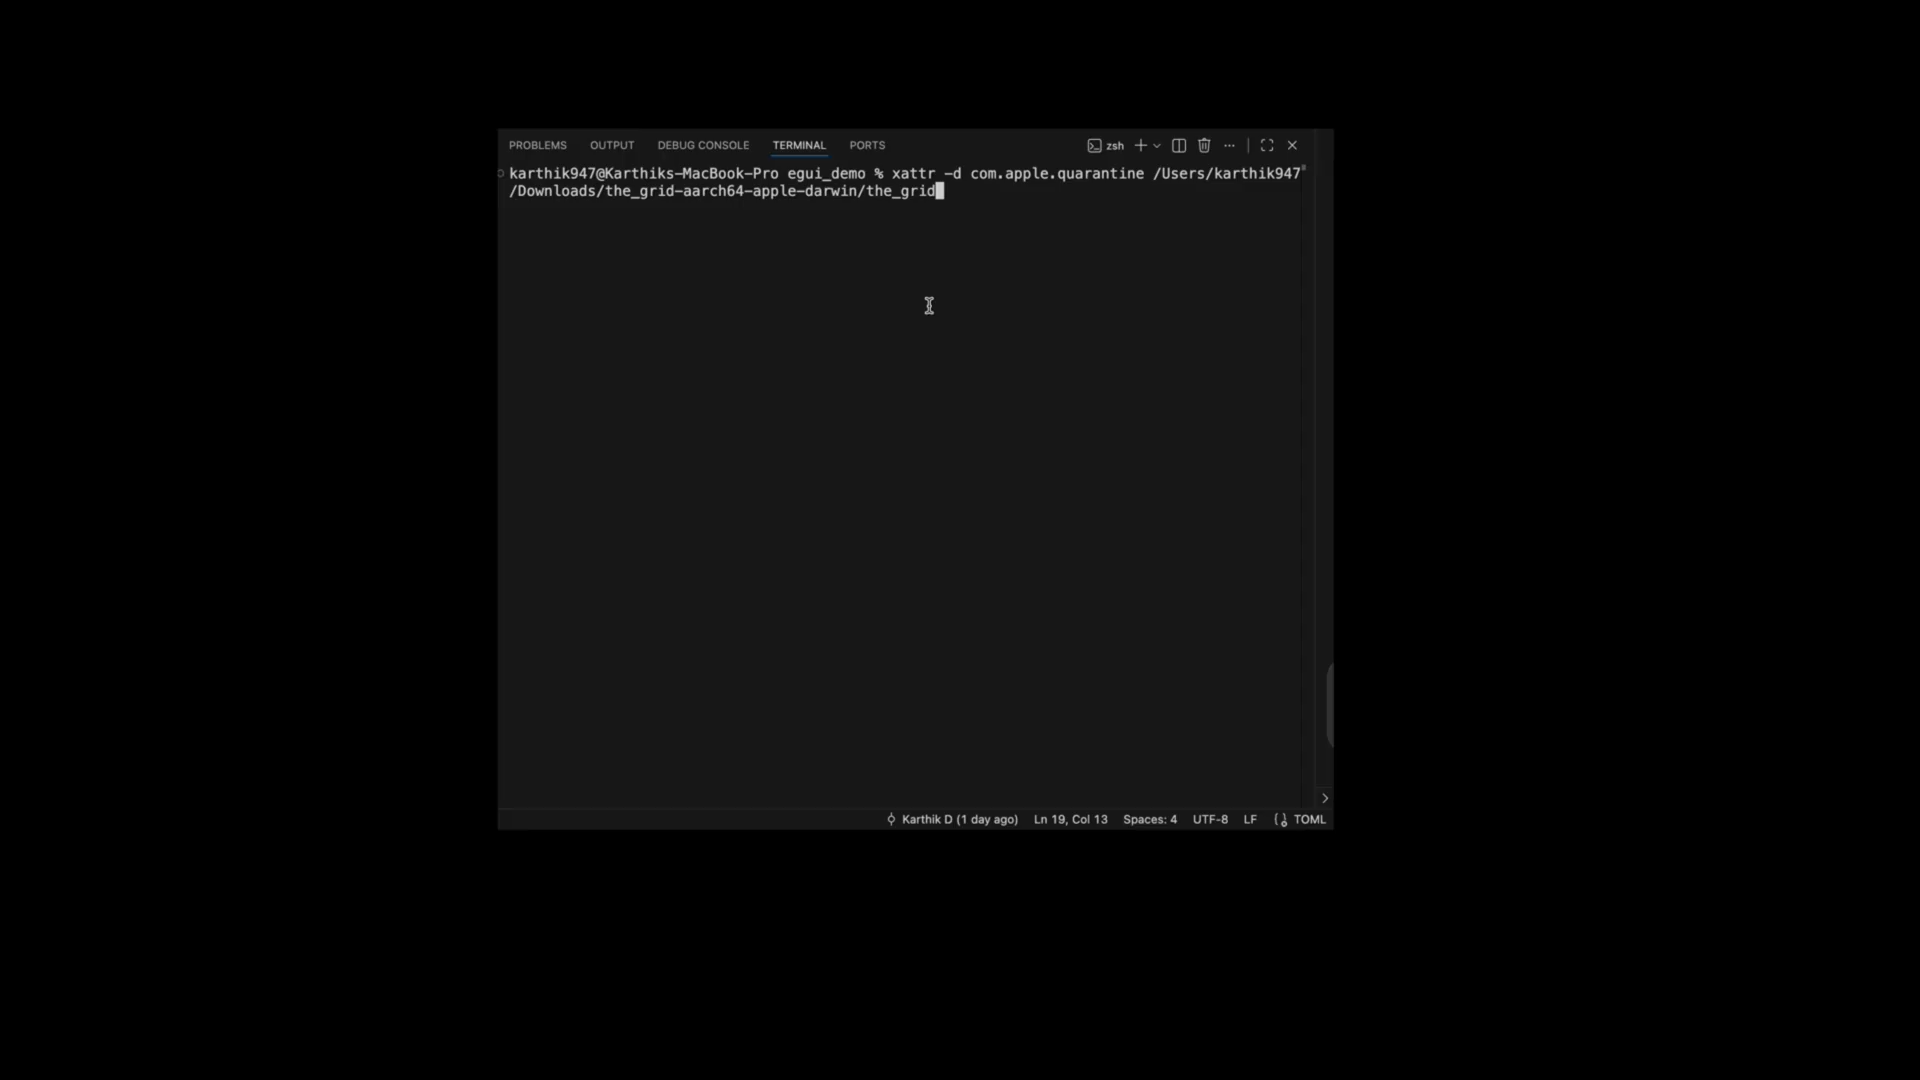 PROBLEMS OUTPUT DEBUG CONSOLE TERMINAL PORTS zsh
karthik947@Karthiks-MacBook-Pro egui_demo % xattr -d com.apple.quarantine /Users/karthik947
/Downloads/the_grid-aarch64-apple-darwin/the_grid
Karthik D (1 day ago) Ln 19, Col 13 Spaces: 4 UTF-8 LF TOML